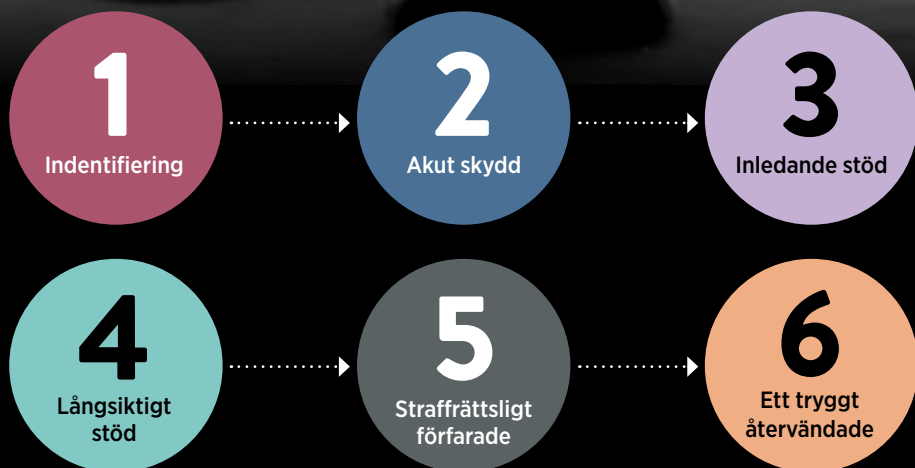 1
Indentifiering
2
Akut skydd
3
Inledande stöd
4
Långsiktigt
stöd
5
Straffrättsligt
förfarade
6
Ett tryggt
återvändade